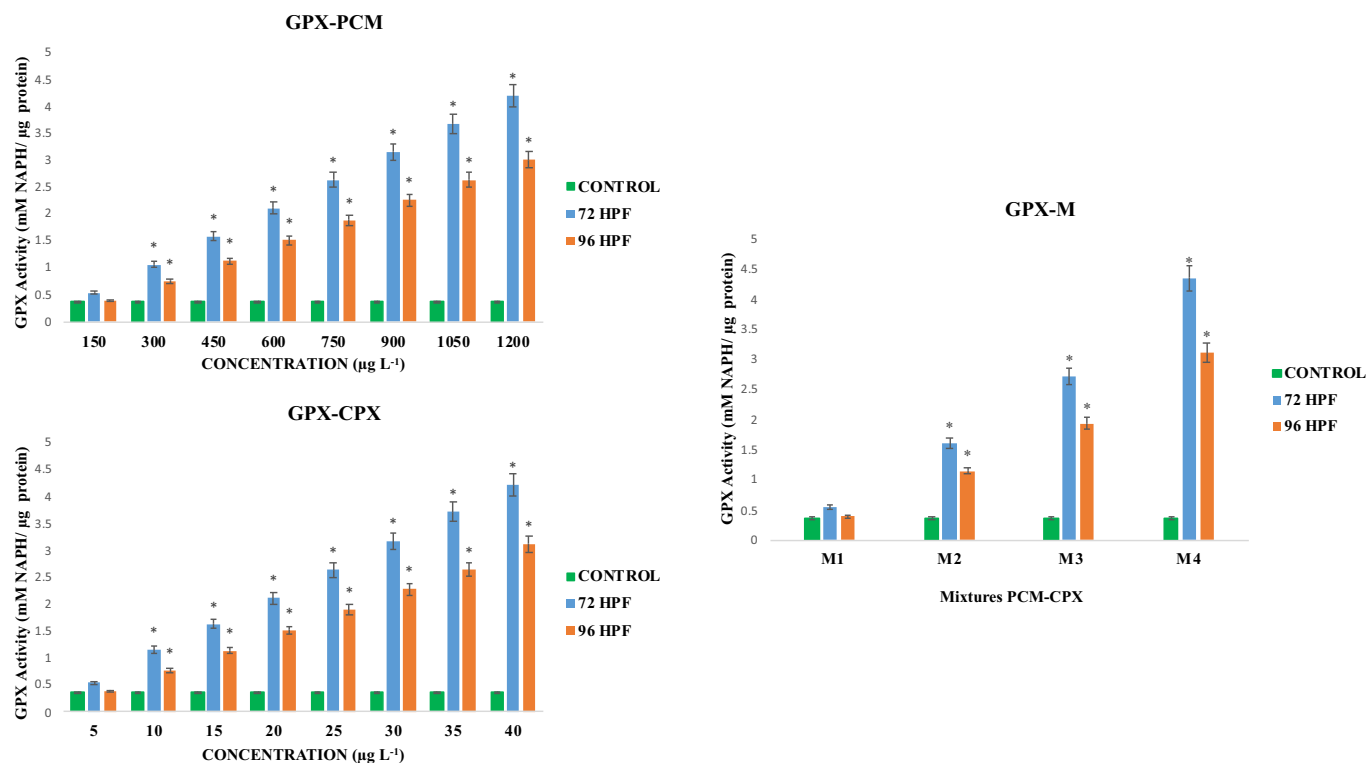 GPX-PCM
GPX Activity (mM NAPH/ µg protein)
5
4.5
4
3.5
3
2.5
2
1.5
1
0.5
0
* * * * * * *
* * * * * * *
150 300 450 600 750 900 1050 1200
CONCENTRATION (µg L⁻¹)
CONTROL
72 HPF
96 HPF
GPX-CPX
GPX Activity (mM NAPH/ µg protein)
5
4.5
4
3.5
3
2.5
2
1.5
1
0.5
0
* * * * * * *
* * * * * * *
5 10 15 20 25 30 35 40
CONCENTRATION (µg L⁻¹)
CONTROL
72 HPF
96 HPF
GPX-M
GPX Activity (mM NAPH/ µg protein)
5
4.5
4
3.5
3
2.5
2
1.5
1
0.5
0
* * *
* * *
M1 M2 M3 M4
Mixtures PCM-CPX
CONTROL
72 HPF
96 HPF